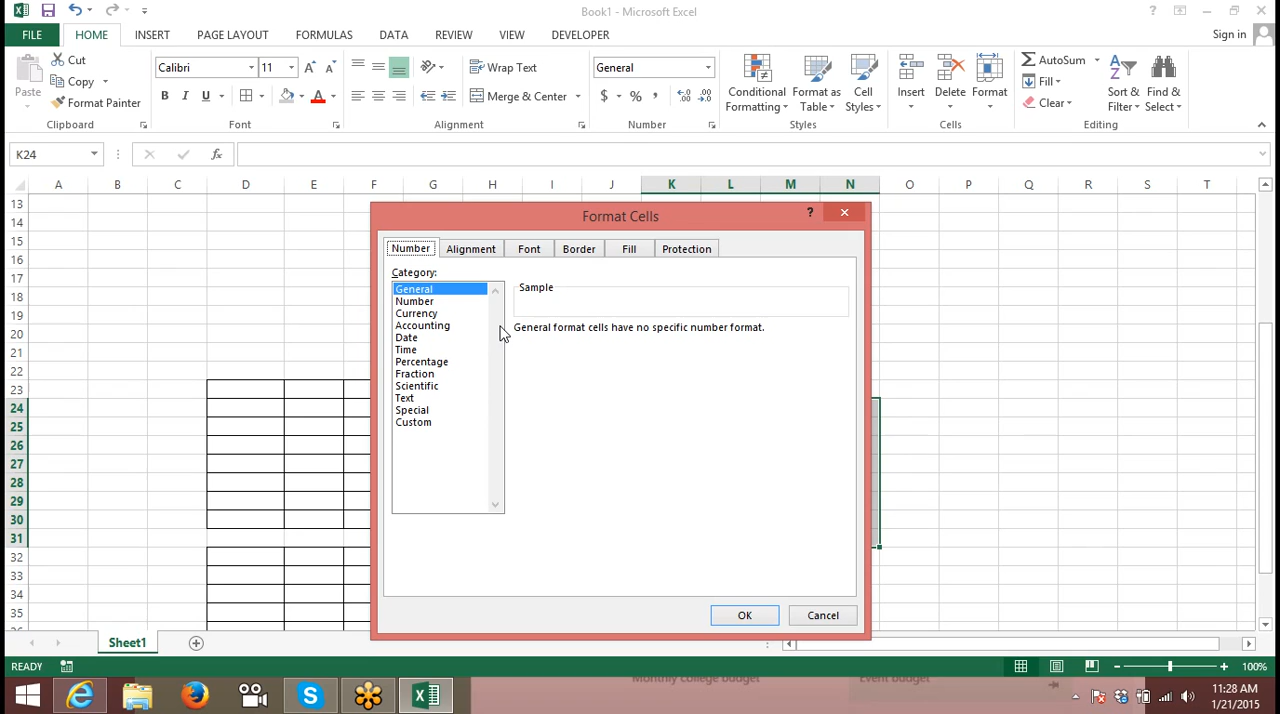 Book1 - Microsoft Excel
FILE HOME INSERT PAGE LAYOUT FORMULAS DATA REVIEW VIEW DEVELOPER Sign in
Paste
Cut
Copy
Format Painter
Clipboard
Calibri 11
B I U
Font
Wrap Text
Merge & Center
Alignment
General
$ % ,
Number
Conditional Formatting
Format as Table
Cell Styles
Styles
Insert Delete Format
Cells
AutoSum
Fill
Clear
Sort & Filter
Find & Select
Editing
K24
fx
A B C D E F G H I J K L M N O P Q R S T
13
14
15
16
17
18
19
20
21
22
23
24
25
26
27
28
29
30
31
32
33
34
35
Format Cells
Number Alignment Font Border Fill Protection
Category:
General
Number
Currency
Accounting
Date
Time
Percentage
Fraction
Scientific
Text
Special
Custom
Sample
General format cells have no specific number format.
OK Cancel
Sheet1
READY
100%
Monthly college budget
Event budget
11:28 AM
1/21/2015